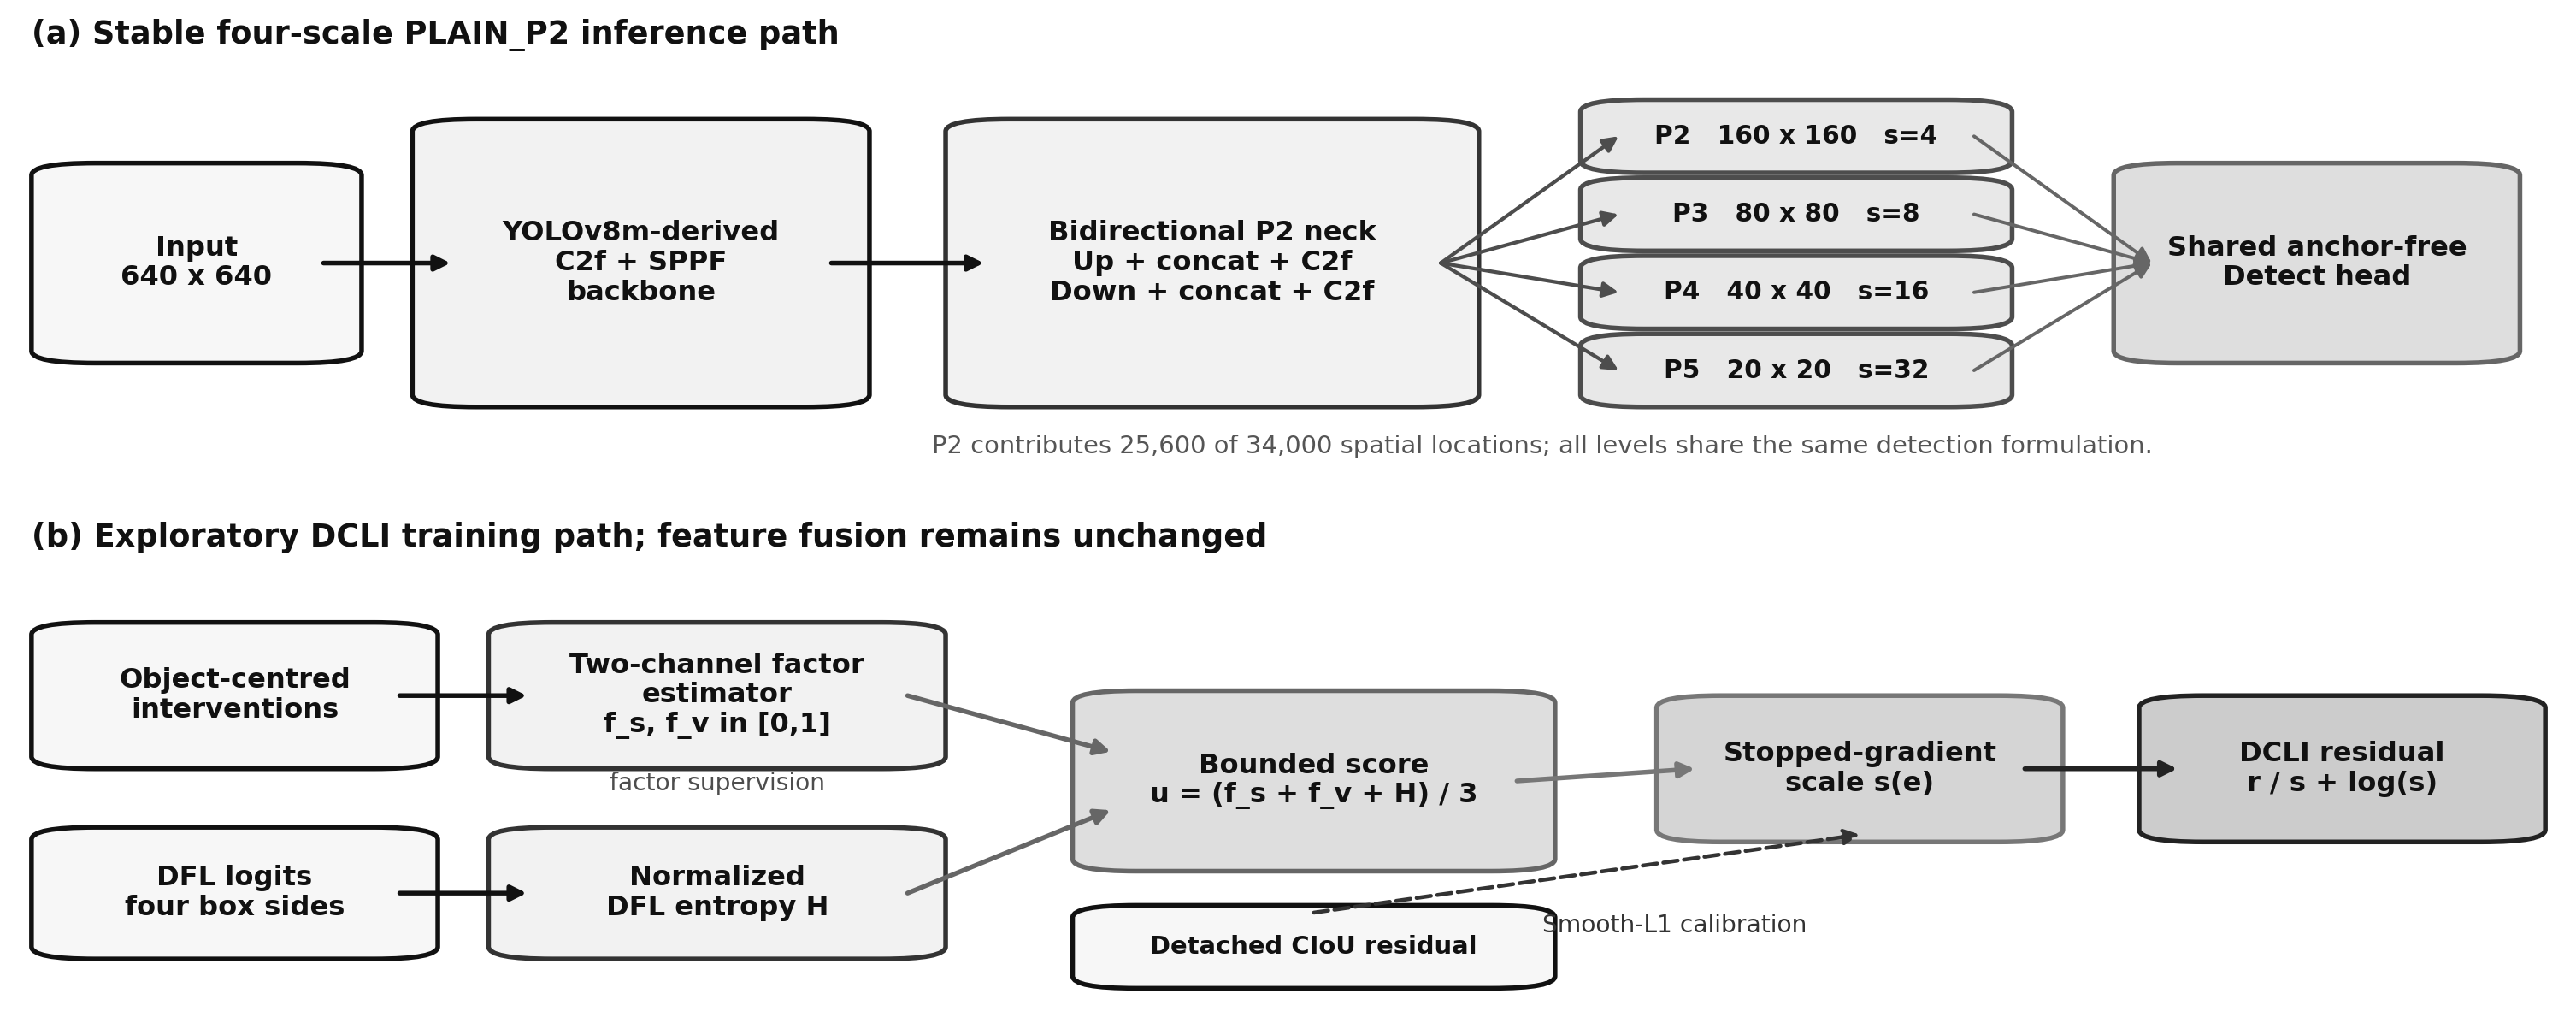 (a) Stable four-scale PLAIN_P2 inference path
Input
640 x 640
YOLOv8m-derived
C2f + SPPF
backbone
Bidirectional P2 neck
Up + concat + C2f
Down + concat + C2f
P2 160 x 160 s=4
P3 80 x 80 s=8
P4 40 x 40 s=16
P5 20 x 20 s=32
Shared anchor-free
Detect head
P2 contributes 25,600 of 34,000 spatial locations; all levels share the same detection formulation.
(b) Exploratory DCLI training path; feature fusion remains unchanged
Object-centred
interventions
Two-channel factor
estimator
f_s, f_v in [0,1]
factor supervision
DFL logits
four box sides
Normalized
DFL entropy H
Bounded score
u = (f_s + f_v + H) / 3
Detached CIoU residual
Smooth-L1 calibration
Stopped-gradient
scale s(e)
DCLI residual
r / s + log(s)